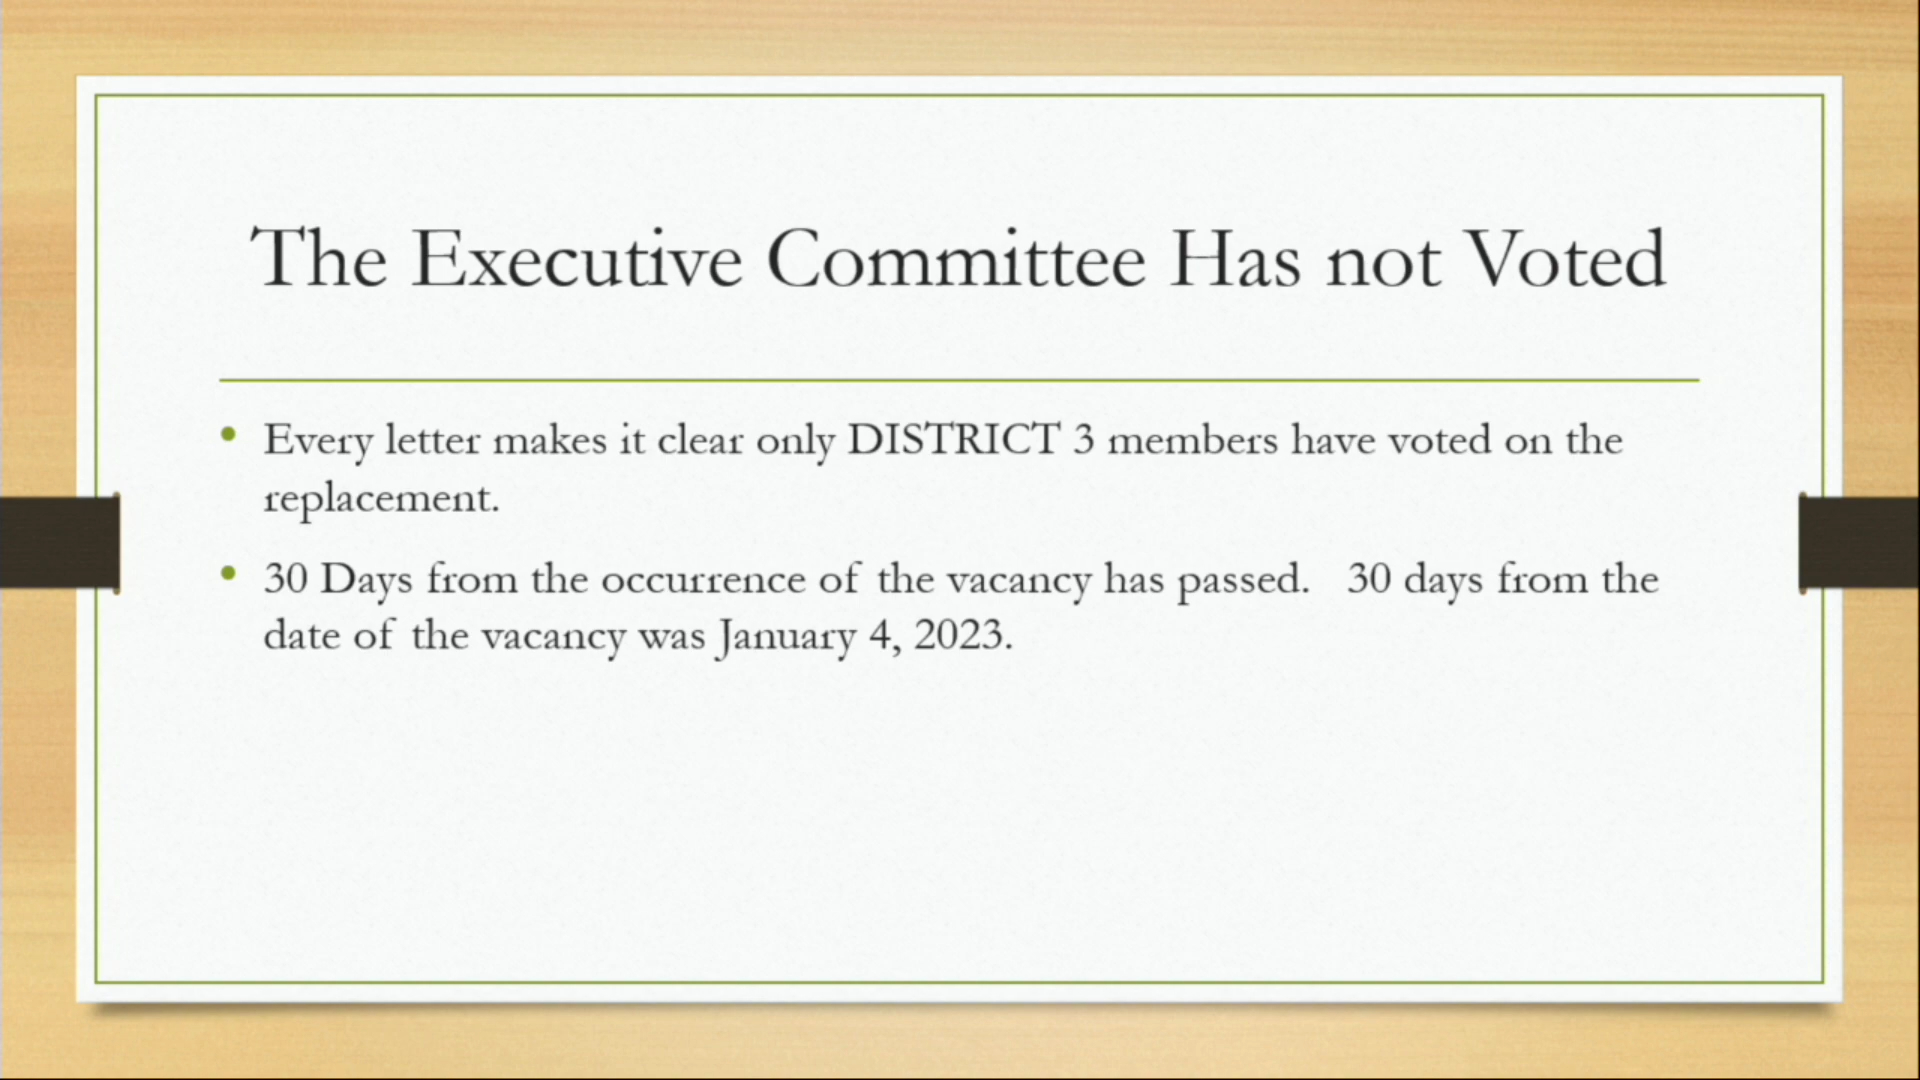 The Executive Committee Has not Voted
• Every letter makes it clear only DISTRICT 3 members have voted on the
replacement.
• 30 Days from the occurrence of the vacancy has passed.   30 days from the
date of the vacancy was January 4, 2023.